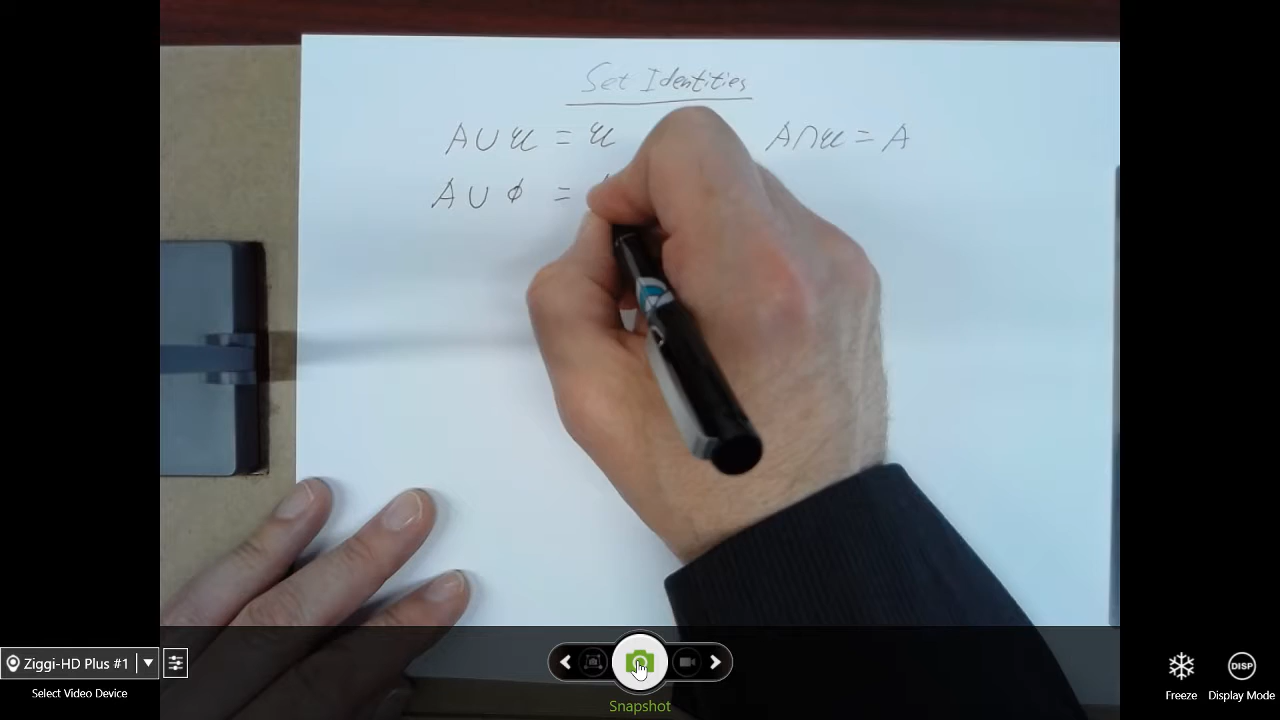 Set Identities
A∪𝒰 = 𝒰 A∩𝒰 = A
A∪∅ =
Ziggi-HD Plus #1
Select Video Device
Snapshot
Freeze
DISP
Display Mode